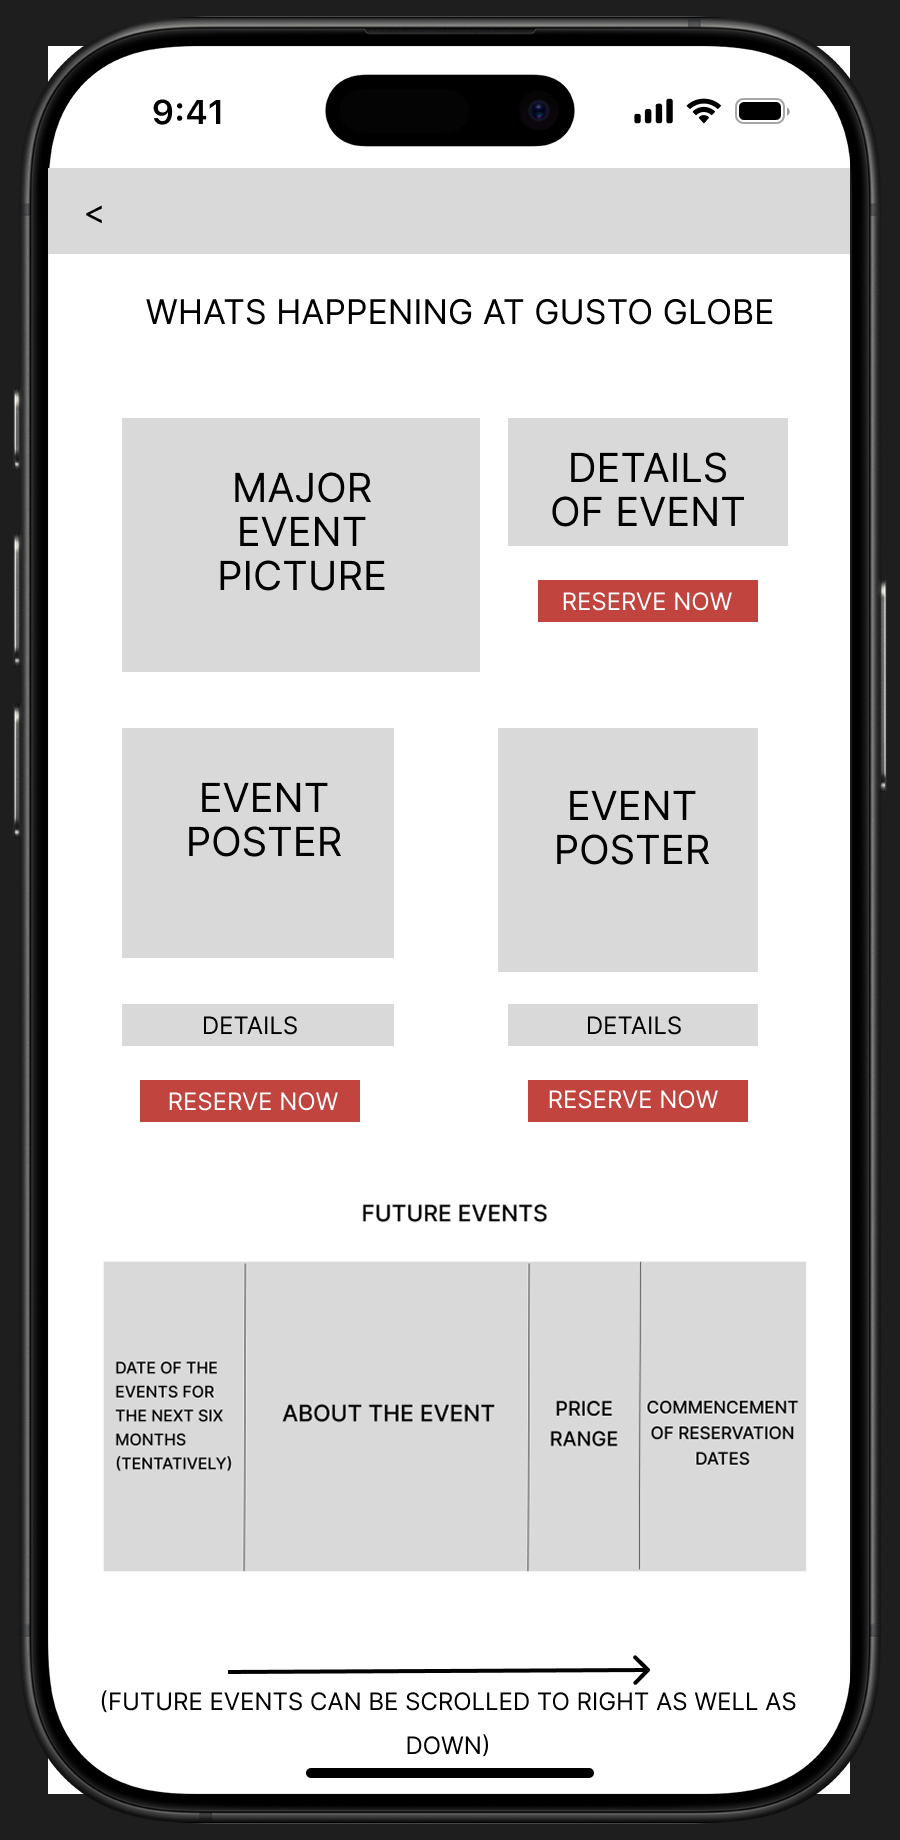 9:41
<
WHATS HAPPENING AT GUSTO GLOBE
MAJOR
EVENT
PICTURE
DETAILS
OF EVENT
RESERVE NOW
EVENT
POSTER
EVENT
POSTER
DETAILS
DETAILS
RESERVE NOW
RESERVE NOW
FUTURE EVENTS
DATE OF THE
EVENTS FOR
THE NEXT SIX
MONTHS
(TENTATIVELY)
ABOUT THE EVENT
PRICE
RANGE
COMMENCEMENT
OF RESERVATION
DATES
(FUTURE EVENTS CAN BE SCROLLED TO RIGHT AS WELL AS
DOWN)